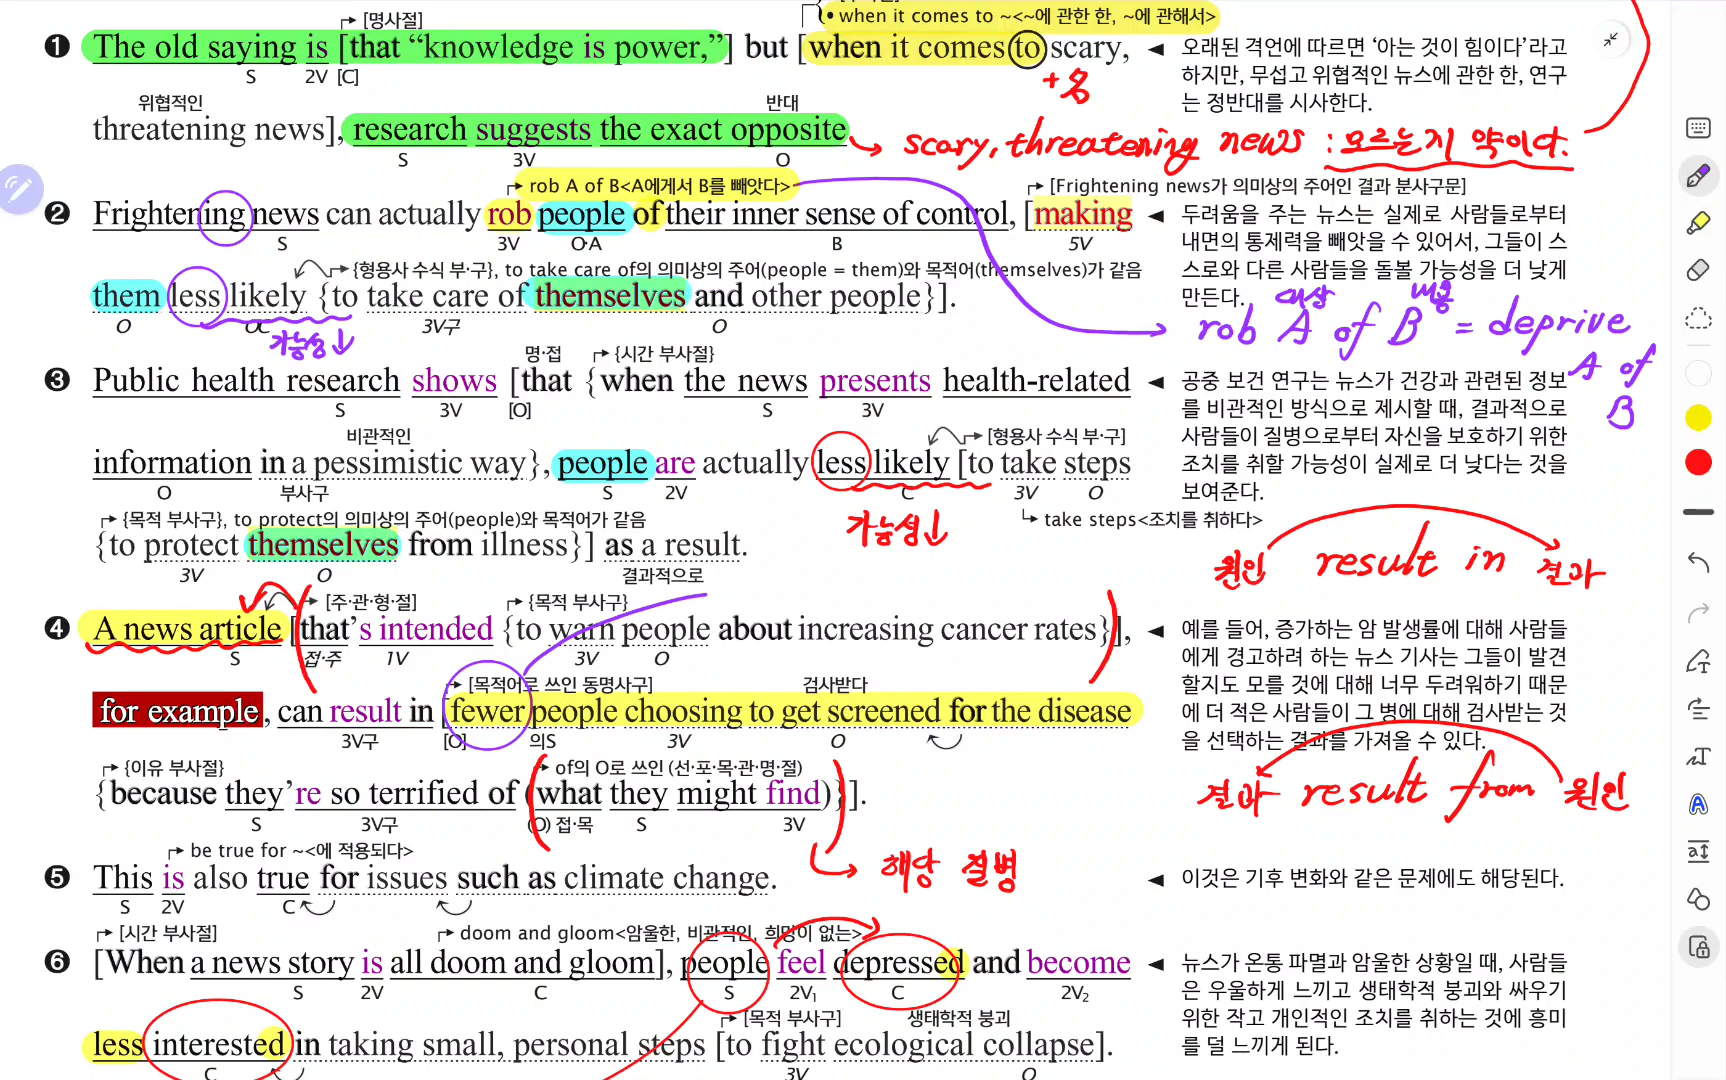 ┌→ [명사절]
• when it comes to ~<~에 관한 한, ~에 관해서>
❶ The old saying is [that “knowledge is power,”] but [when it comes to scary,
S 2V [C]
+ 명
◄ 오래된 격언에 따르면 ‘아는 것이 힘이다’라고
하지만, 무섭고 위협적인 뉴스에 관한 한, 연구
는 정반대를 시사한다.
위협적인 반대
threatening news], research suggests the exact opposite
S 3V O
scary, threatening news : 모르는게 약이다.
┌→ rob A of B<A에게서 B를 빼앗다>
┌→ [Frightening news가 의미상의 주어인 결과 분사구문]
❷ Frightening news can actually rob people of their inner sense of control, [making
S 3V O·A B 5V
◄ 두려움을 주는 뉴스는 실제로 사람들로부터
내면의 통제력을 빼앗을 수 있어서, 그들이 스
스로와 다른 사람들을 돌볼 가능성을 더 낮게
만든다.
┌→ {형용사 수식 부·구}, to take care of의 의미상의 주어(people = them)와 목적어(themselves)가 같음
them less likely {to take care of themselves and other people}].
O OC 3V구 O
가능성↓
대상 내용
rob A of B = deprive
A of
B
명·접 ┌→ {시간 부사절}
❸ Public health research shows [that {when the news presents health-related
S 3V [O] S 3V
◄ 공중 보건 연구는 뉴스가 건강과 관련된 정보
를 비관적인 방식으로 제시할 때, 결과적으로
사람들이 질병으로부터 자신을 보호하기 위한
조치를 취할 가능성이 실제로 더 낮다는 것을
보여준다.
비관적인 ┌→ [형용사 수식 부·구]
information in a pessimistic way}, people are actually less likely [to take steps
O 부사구 S 2V C 3V O
┌→ {목적 부사구}, to protect의 의미상의 주어(people)와 목적어가 같음
└→ take steps<조치를 취하다>
가능성↓
{to protect themselves from illness}] as a result.
3V O 결과적으로
원인 result in 결과
┌→ [주·관·형·절] ┌→ {목적 부사구}
❹ A news article [that’s intended {to warn people about increasing cancer rates}],
S 접·주 1V 3V O
◄ 예를 들어, 증가하는 암 발생률에 대해 사람들
에게 경고하려 하는 뉴스 기사는 그들이 발견
할지도 모를 것에 대해 너무 두려워하기 때문
에 더 적은 사람들이 그 병에 대해 검사받는 것
을 선택하는 결과를 가져올 수 있다.
┌→ [목적어로 쓰인 동명사구] 검사받다
for example, can result in [fewer people choosing to get screened for the disease
3V구 [O] 의S 3V O
┌→ {이유 부사절} ┌→ of의 O로 쓰인 (선·포·목·관·명·절)
{because they’re so terrified of (what they might find)}].
S 3V구 (O) 접·목 S 3V
결과 result from 원인
해당 질병
┌→ be true for ~<에 적용되다>
❺ This is also true for issues such as climate change.
S 2V C
◄ 이것은 기후 변화와 같은 문제에도 해당된다.
┌→ [시간 부사절] ┌→ doom and gloom<암울한, 비관적인, 희망이 없는>
❻ [When a news story is all doom and gloom], people feel depressed and become
S 2V C S 2V₁ C 2V₂
◄ 뉴스가 온통 파멸과 암울한 상황일 때, 사람들
은 우울하게 느끼고 생태학적 붕괴와 싸우기
위한 작고 개인적인 조치를 취하는 것에 흥미
를 덜 느끼게 된다.
┌→ [목적 부사구] 생태학적 붕괴
less interested in taking small, personal steps [to fight ecological collapse].
C 3V O